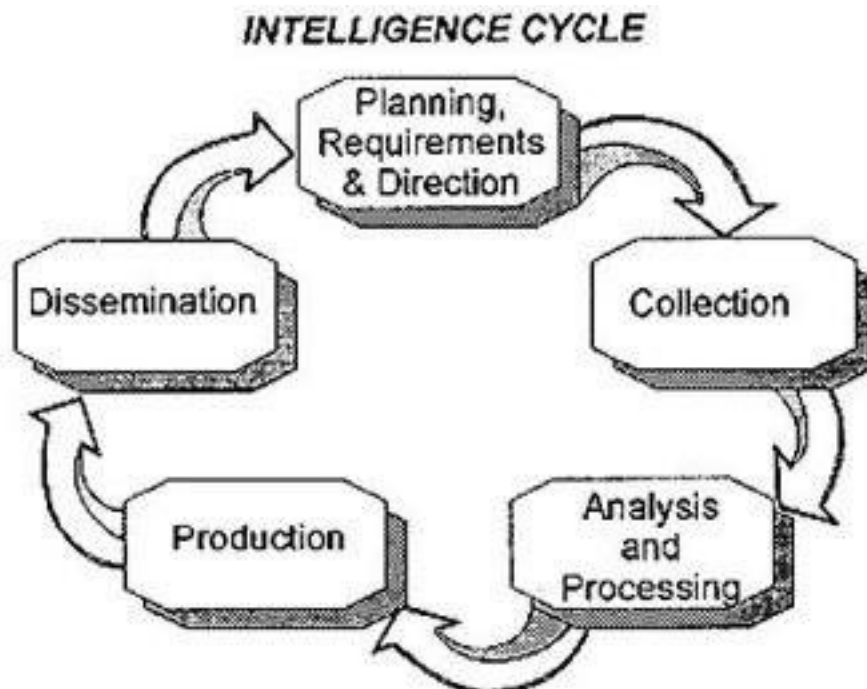 INTELLIGENCE CYCLE
Planning,
Requirements
& Direction
Collection
Analysis
and
Processing
Production
Dissemination